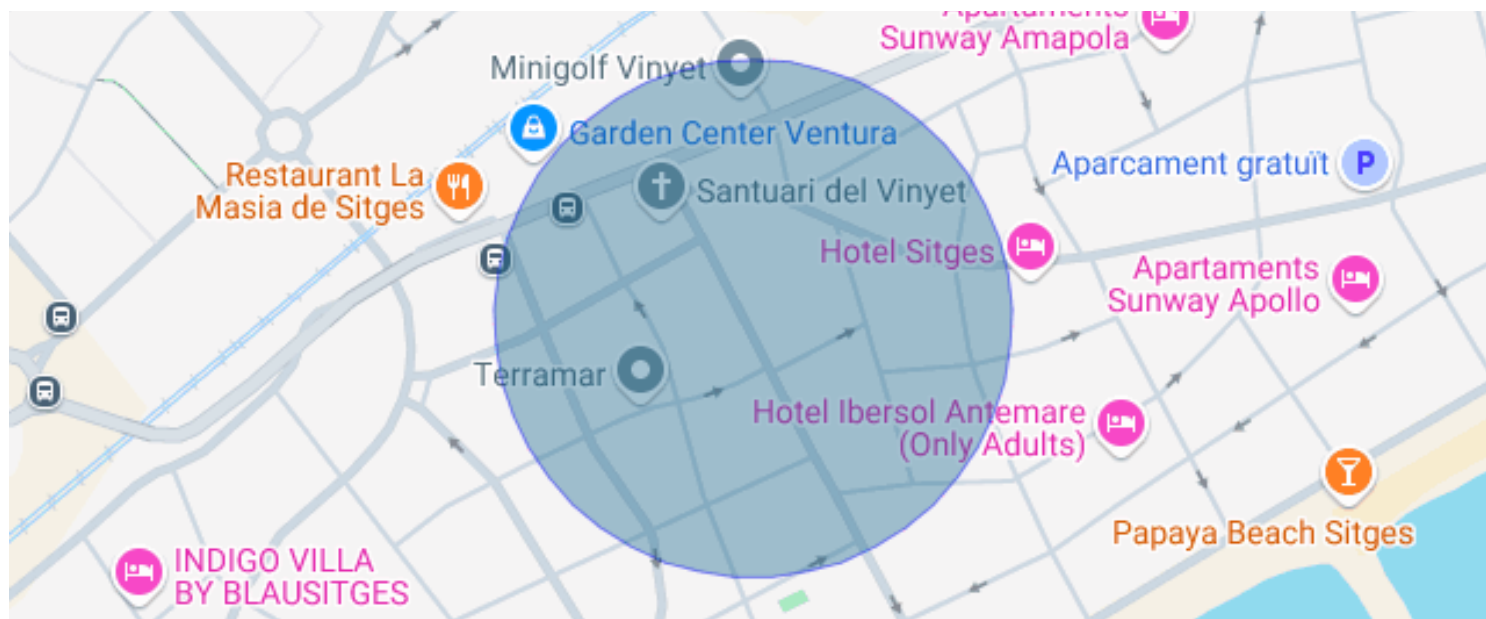 Apartaments
Sunway Amapola
Minigolf Vinyet
Garden Center Ventura
Aparcament gratuït
P
Restaurant La
Masia de Sitges
Santuari del Vinyet
Hotel Sitges
Apartaments
Sunway Apollo
Terramar
Hotel Ibersol Antemare
(Only Adults)
Papaya Beach Sitges
INDIGO VILLA
BY BLAUSITGES